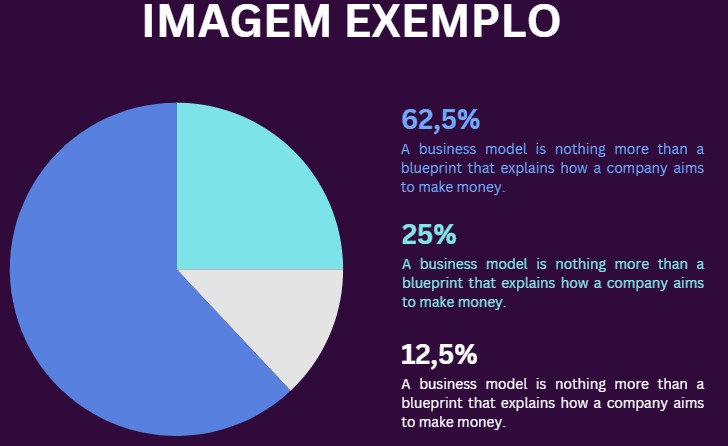 IMAGEM EXEMPLO
62,5%
A business model is nothing more than a
blueprint that explains how a company aims
to make money.
25%
A business model is nothing more than a
blueprint that explains how a company aims
to make money.
12,5%
A business model is nothing more than a
blueprint that explains how a company aims
to make money.